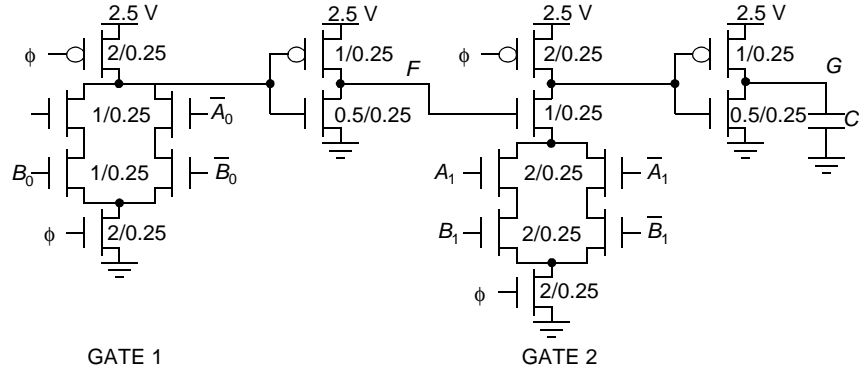 2.5 V 2.5 V 2.5 V 2.5 V
ϕ 2/0.25 1/0.25 F ϕ 2/0.25 1/0.25 G
1/0.25 A̅₀ 0.5/0.25 1/0.25 0.5/0.25 C
B₀ 1/0.25 B̅₀ A₁ 2/0.25 A̅₁
ϕ 2/0.25 B₁ 2/0.25 B̅₁
ϕ 2/0.25
GATE 1 GATE 2